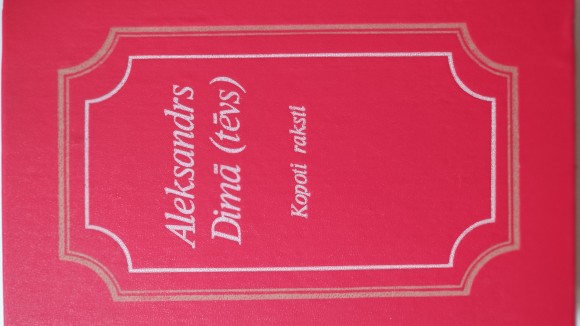 Aleksandrs
Dimā (tēvs)
Kopoti raksti